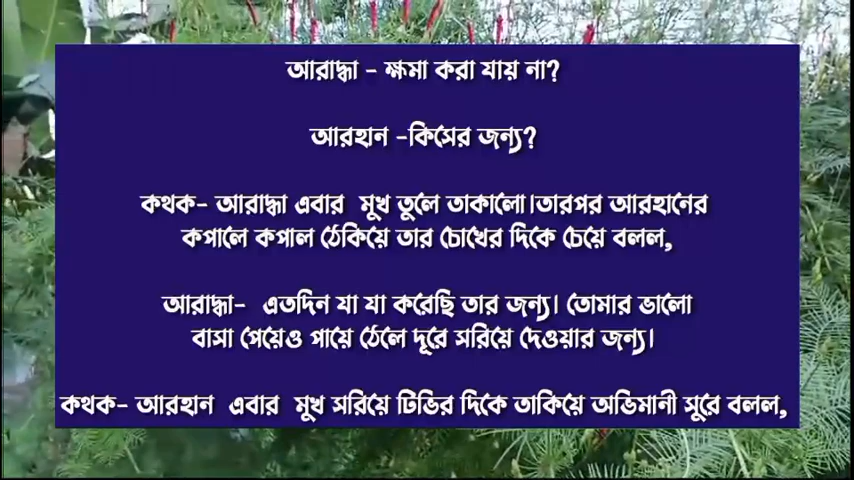 আরাদ্ধা - ক্ষমা করা যায় না?
আরহান -কিসের জন্য?
কথক- আরাদ্ধা এবার মুখ তুলে তাকালো।তারপর আরহানের
কপালে কপাল ঠেকিয়ে তার চোখের দিকে চেয়ে বলল,
আরাদ্ধা- এতদিন যা যা করেছি তার জন্য। তোমার ভালো
বাসা পেয়েও পায়ে ঠেলে দূরে সরিয়ে দেওয়ার জন্য।
কথক- আরহান এবার মুখ সরিয়ে টিভির দিকে তাকিয়ে অভিমানী সুরে বলল,